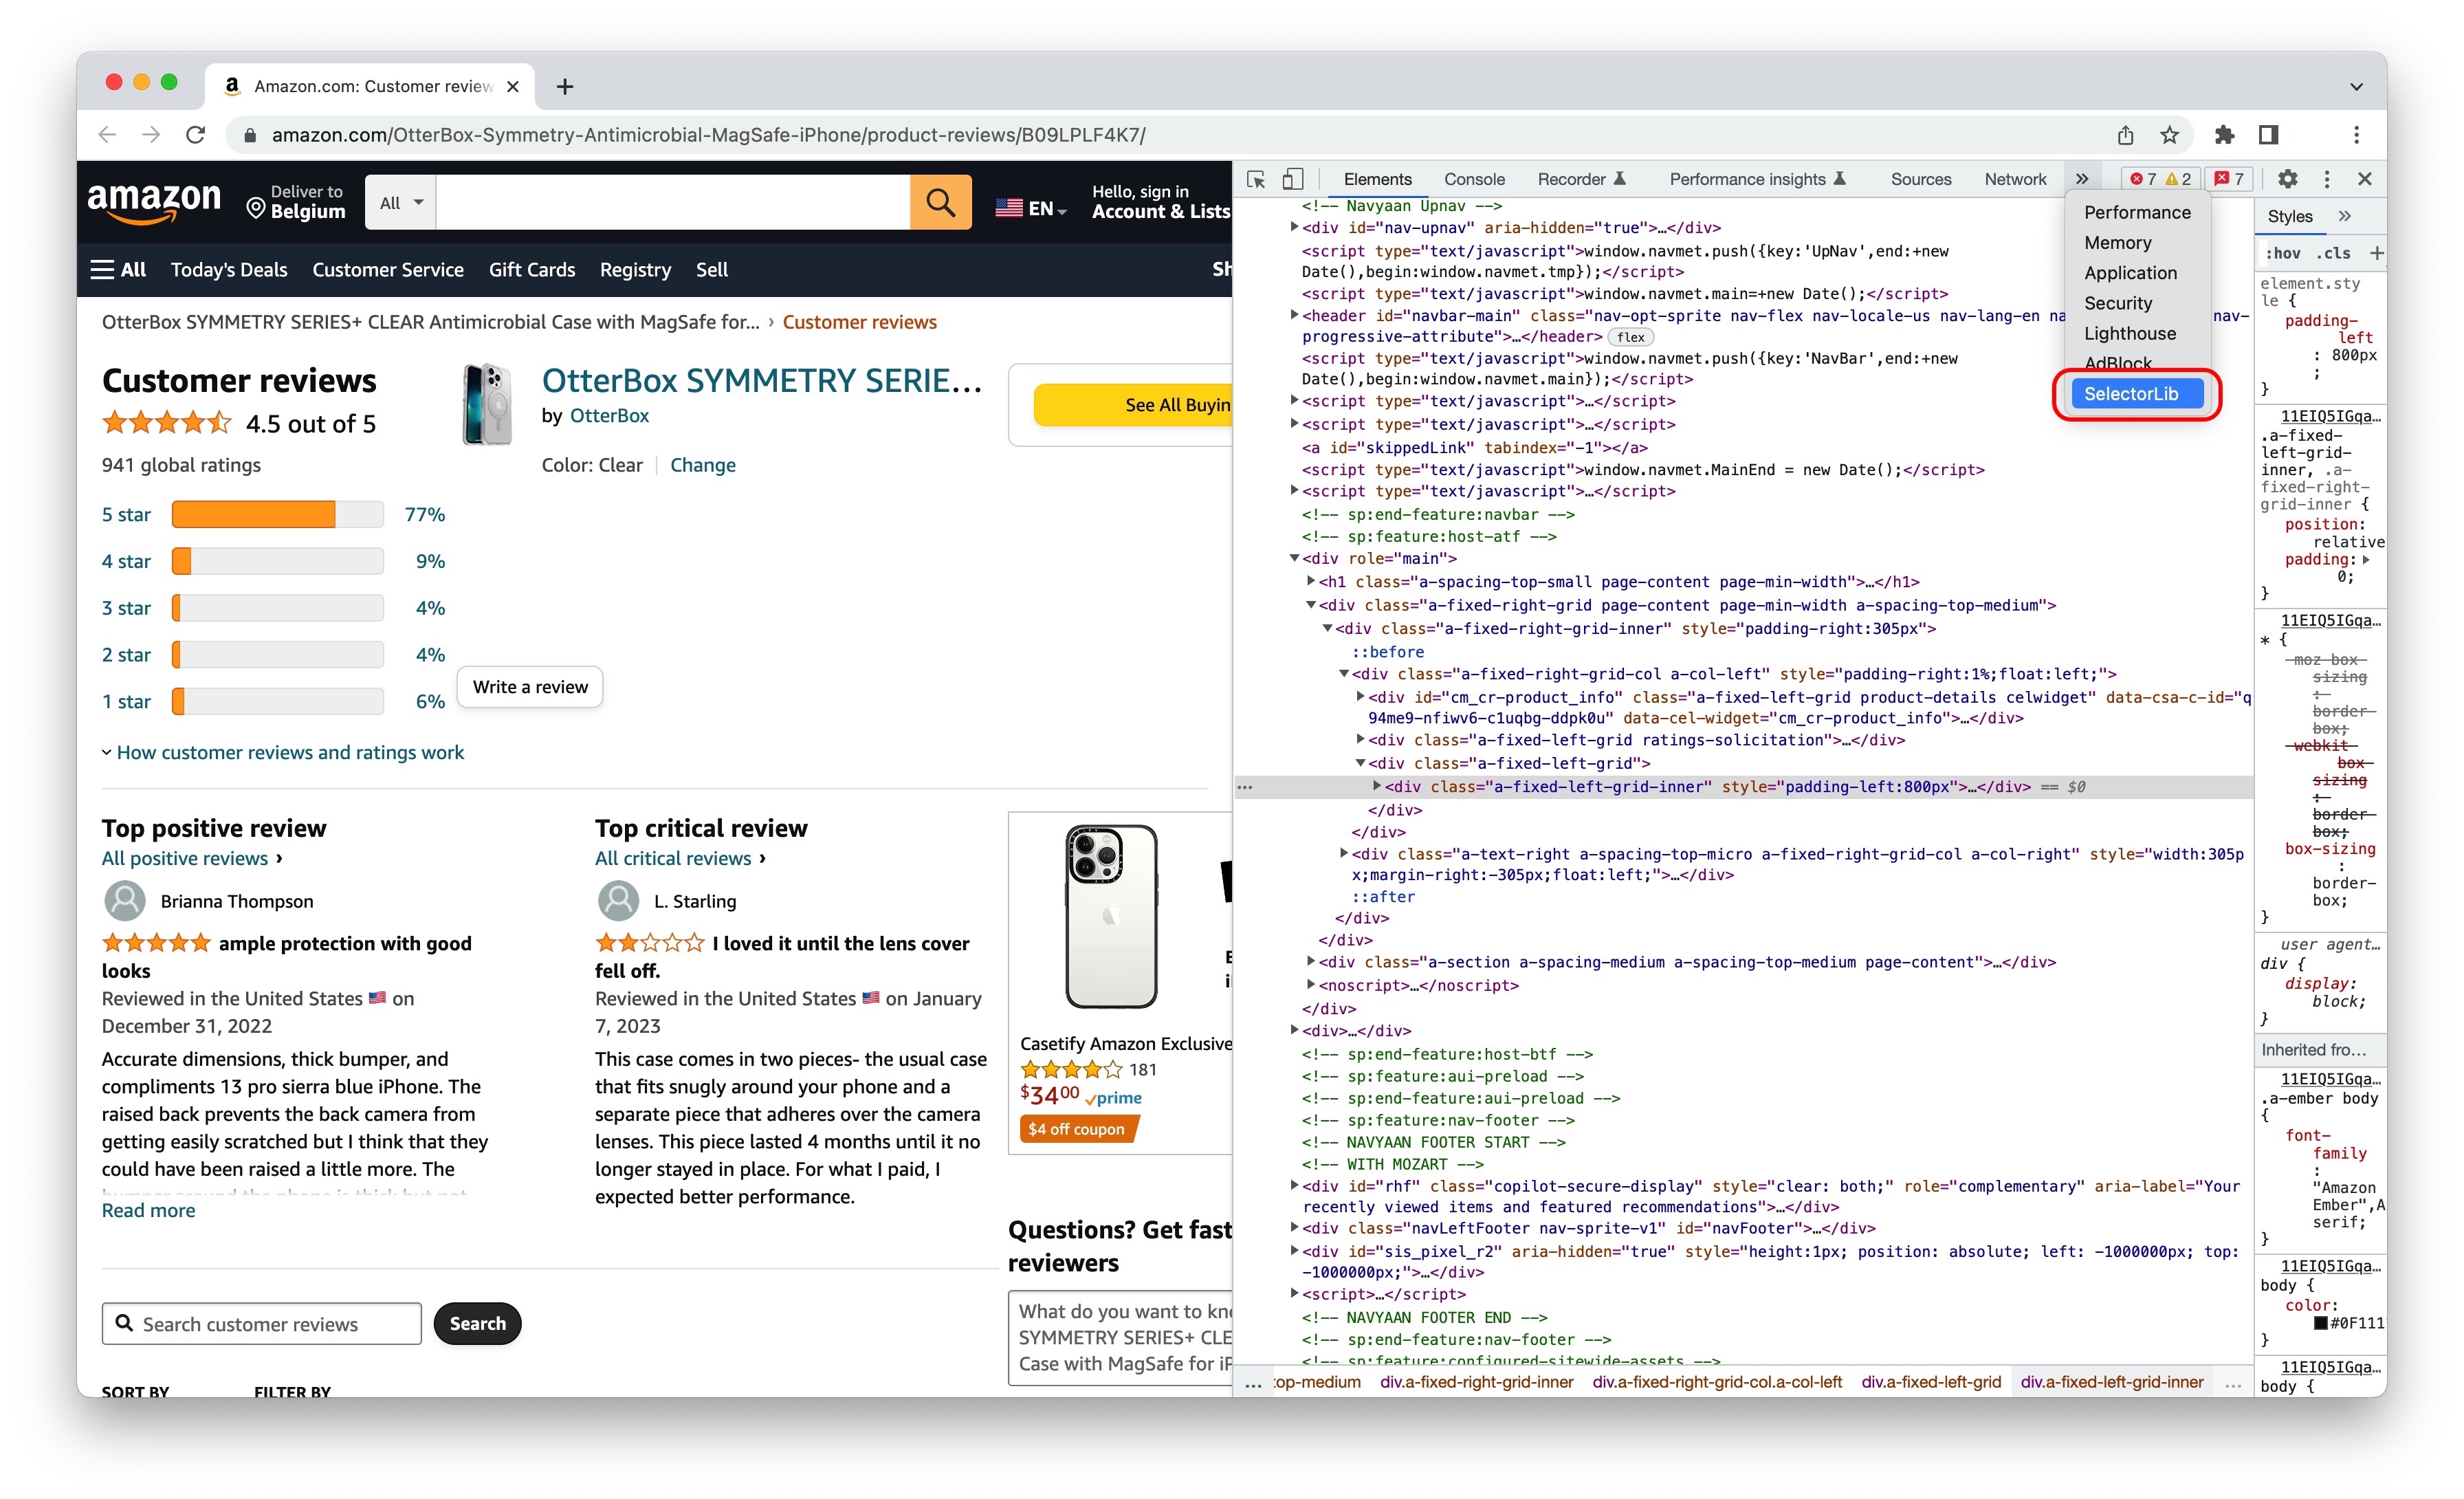 Amazon.com: Customer review
amazon.com/OtterBox-Symmetry-Antimicrobial-MagSafe-iPhone/product-reviews/B09LPLF4K7/
amazon
Deliver to
Belgium
All
EN
Hello, sign in
Account & Lists
All Today's Deals Customer Service Gift Cards Registry Sell Sh
OtterBox SYMMETRY SERIES+ CLEAR Antimicrobial Case with MagSafe for... › Customer reviews
Customer reviews
4.5 out of 5
941 global ratings
5 star 77%
4 star 9%
3 star 4%
2 star 4%
1 star 6%
How customer reviews and ratings work
OtterBox SYMMETRY SERIE...
by OtterBox
Color: Clear Change
Write a review
See All Buyin
Top positive review
All positive reviews ›
Brianna Thompson
ample protection with good
looks
Reviewed in the United States on
December 31, 2022
Accurate dimensions, thick bumper, and
compliments 13 pro sierra blue iPhone. The
raised back prevents the back camera from
getting easily scratched but I think that they
could have been raised a little more. The
bumper around the phone is thick but not
Read more
Top critical review
All critical reviews ›
L. Starling
I loved it until the lens cover
fell off.
Reviewed in the United States on January
7, 2023
This case comes in two pieces- the usual case
that fits snugly around your phone and a
separate piece that adheres over the camera
lenses. This piece lasted 4 months until it no
longer stayed in place. For what I paid, I
expected better performance.
Casetify Amazon Exclusive
181
$3400 prime
$4 off coupon
Questions? Get fast
reviewers
What do you want to kn
SYMMETRY SERIES+ CLE
Case with MagSafe for iP
Search customer reviews
Search
SORT BY FILTER BY
Elements Console Recorder Performance insights Sources Network » 7 2 7
Performance
Memory
Application
Security
Lighthouse
AdBlock
SelectorLib
<!-- Navyaan Upnav -->
<div id="nav-upnav" aria-hidden="true">…</div>
<script type="text/javascript">window.navmet.push({key:'UpNav',end:+new
Date(),begin:window.navmet.tmp});</script>
<script type="text/javascript">window.navmet.main=+new Date();</script>
<header id="navbar-main" class="nav-opt-sprite nav-flex nav-locale-us nav-lang-en na nav-
progressive-attribute">…</header> flex
<script type="text/javascript">window.navmet.push({key:'NavBar',end:+new
Date(),begin:window.navmet.main});</script>
<script type="text/javascript">…</script>
<script type="text/javascript">…</script>
<a id="skippedLink" tabindex="-1"></a>
<script type="text/javascript">window.navmet.MainEnd = new Date();</script>
<script type="text/javascript">…</script>
<!-- sp:end-feature:navbar -->
<!-- sp:feature:host-atf -->
<div role="main">
<h1 class="a-spacing-top-small page-content page-min-width">…</h1>
<div class="a-fixed-right-grid page-content page-min-width a-spacing-top-medium">
<div class="a-fixed-right-grid-inner" style="padding-right:305px">
::before
<div class="a-fixed-right-grid-col a-col-left" style="padding-right:1%;float:left;">
<div id="cm_cr-product_info" class="a-fixed-left-grid product-details celwidget" data-csa-c-id="q
94me9-nfiwv6-c1uqbg-ddpk0u" data-cel-widget="cm_cr-product_info">…</div>
<div class="a-fixed-left-grid ratings-solicitation">…</div>
<div class="a-fixed-left-grid">
<div class="a-fixed-left-grid-inner" style="padding-left:800px">…</div> == $0
</div>
</div>
<div class="a-text-right a-spacing-top-micro a-fixed-right-grid-col a-col-right" style="width:305p
x;margin-right:-305px;float:left;">…</div>
::after
</div>
</div>
<div class="a-section a-spacing-medium a-spacing-top-medium page-content">…</div>
<noscript>…</noscript>
</div>
<div>…</div>
<!-- sp:end-feature:host-btf -->
<!-- sp:feature:aui-preload -->
<!-- sp:end-feature:aui-preload -->
<!-- sp:feature:nav-footer -->
<!-- NAVYAAN FOOTER START -->
<!-- WITH MOZART -->
<div id="rhf" class="copilot-secure-display" style="clear: both;" role="complementary" aria-label="Your
recently viewed items and featured recommendations">…</div>
<div class="navLeftFooter nav-sprite-v1" id="navFooter">…</div>
<div id="sis_pixel_r2" aria-hidden="true" style="height:1px; position: absolute; left: -1000000px; top:
-1000000px;">…</div>
<script>…</script>
<!-- NAVYAAN FOOTER END -->
<!-- sp:end-feature:nav-footer -->
<!-- sp:feature:configured-sitewide-assets -->
... top-medium div.a-fixed-right-grid-inner div.a-fixed-right-grid-col.a-col-left div.a-fixed-left-grid div.a-fixed-left-grid-inner ...
Styles »
:hov .cls +
element.sty
le {
padding-
left
: 800px
;
}
11EIQ5IGqa…
.a-fixed-
left-grid-
inner, .a-
fixed-right-
grid-inner {
position:
relative
padding:
0;
}
11EIQ5IGqa…
* {
-moz-box-
sizing
:
border-
box;
-webkit-
box-
sizing
:
border-
box;
box-sizing
:
border-
box;
}
user agent…
div {
display:
block;
}
Inherited fro…
11EIQ5IGqa…
.a-ember body
{
font-
family
:
"Amazon
Ember",A
serif;
}
11EIQ5IGqa…
body {
color:
#0F111
}
11EIQ5IGqa…
body {